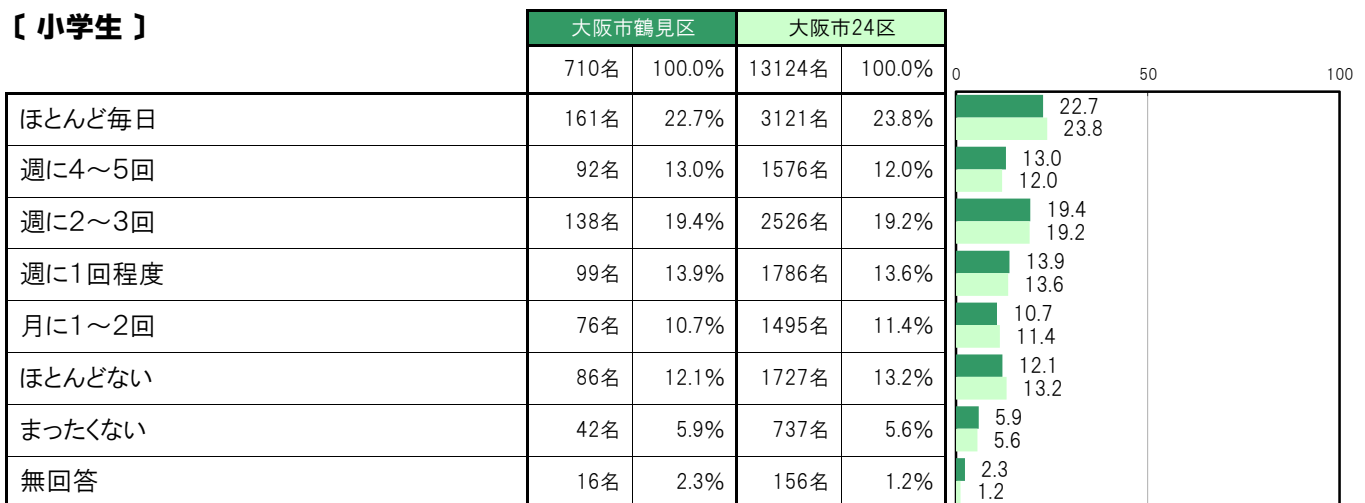 〔 小学生 〕
大阪市鶴見区 大阪市24区
710名 100.0% 13124名 100.0% 0 50 100
ほとんど毎日 161名 22.7% 3121名 23.8% 22.7
23.8
週に4～5回 92名 13.0% 1576名 12.0% 13.0
12.0
週に2～3回 138名 19.4% 2526名 19.2% 19.4
19.2
週に1回程度 99名 13.9% 1786名 13.6% 13.9
13.6
月に1～2回 76名 10.7% 1495名 11.4% 10.7
11.4
ほとんどない 86名 12.1% 1727名 13.2% 12.1
13.2
まったくない 42名 5.9% 737名 5.6% 5.9
5.6
無回答 16名 2.3% 156名 1.2% 2.3
1.2